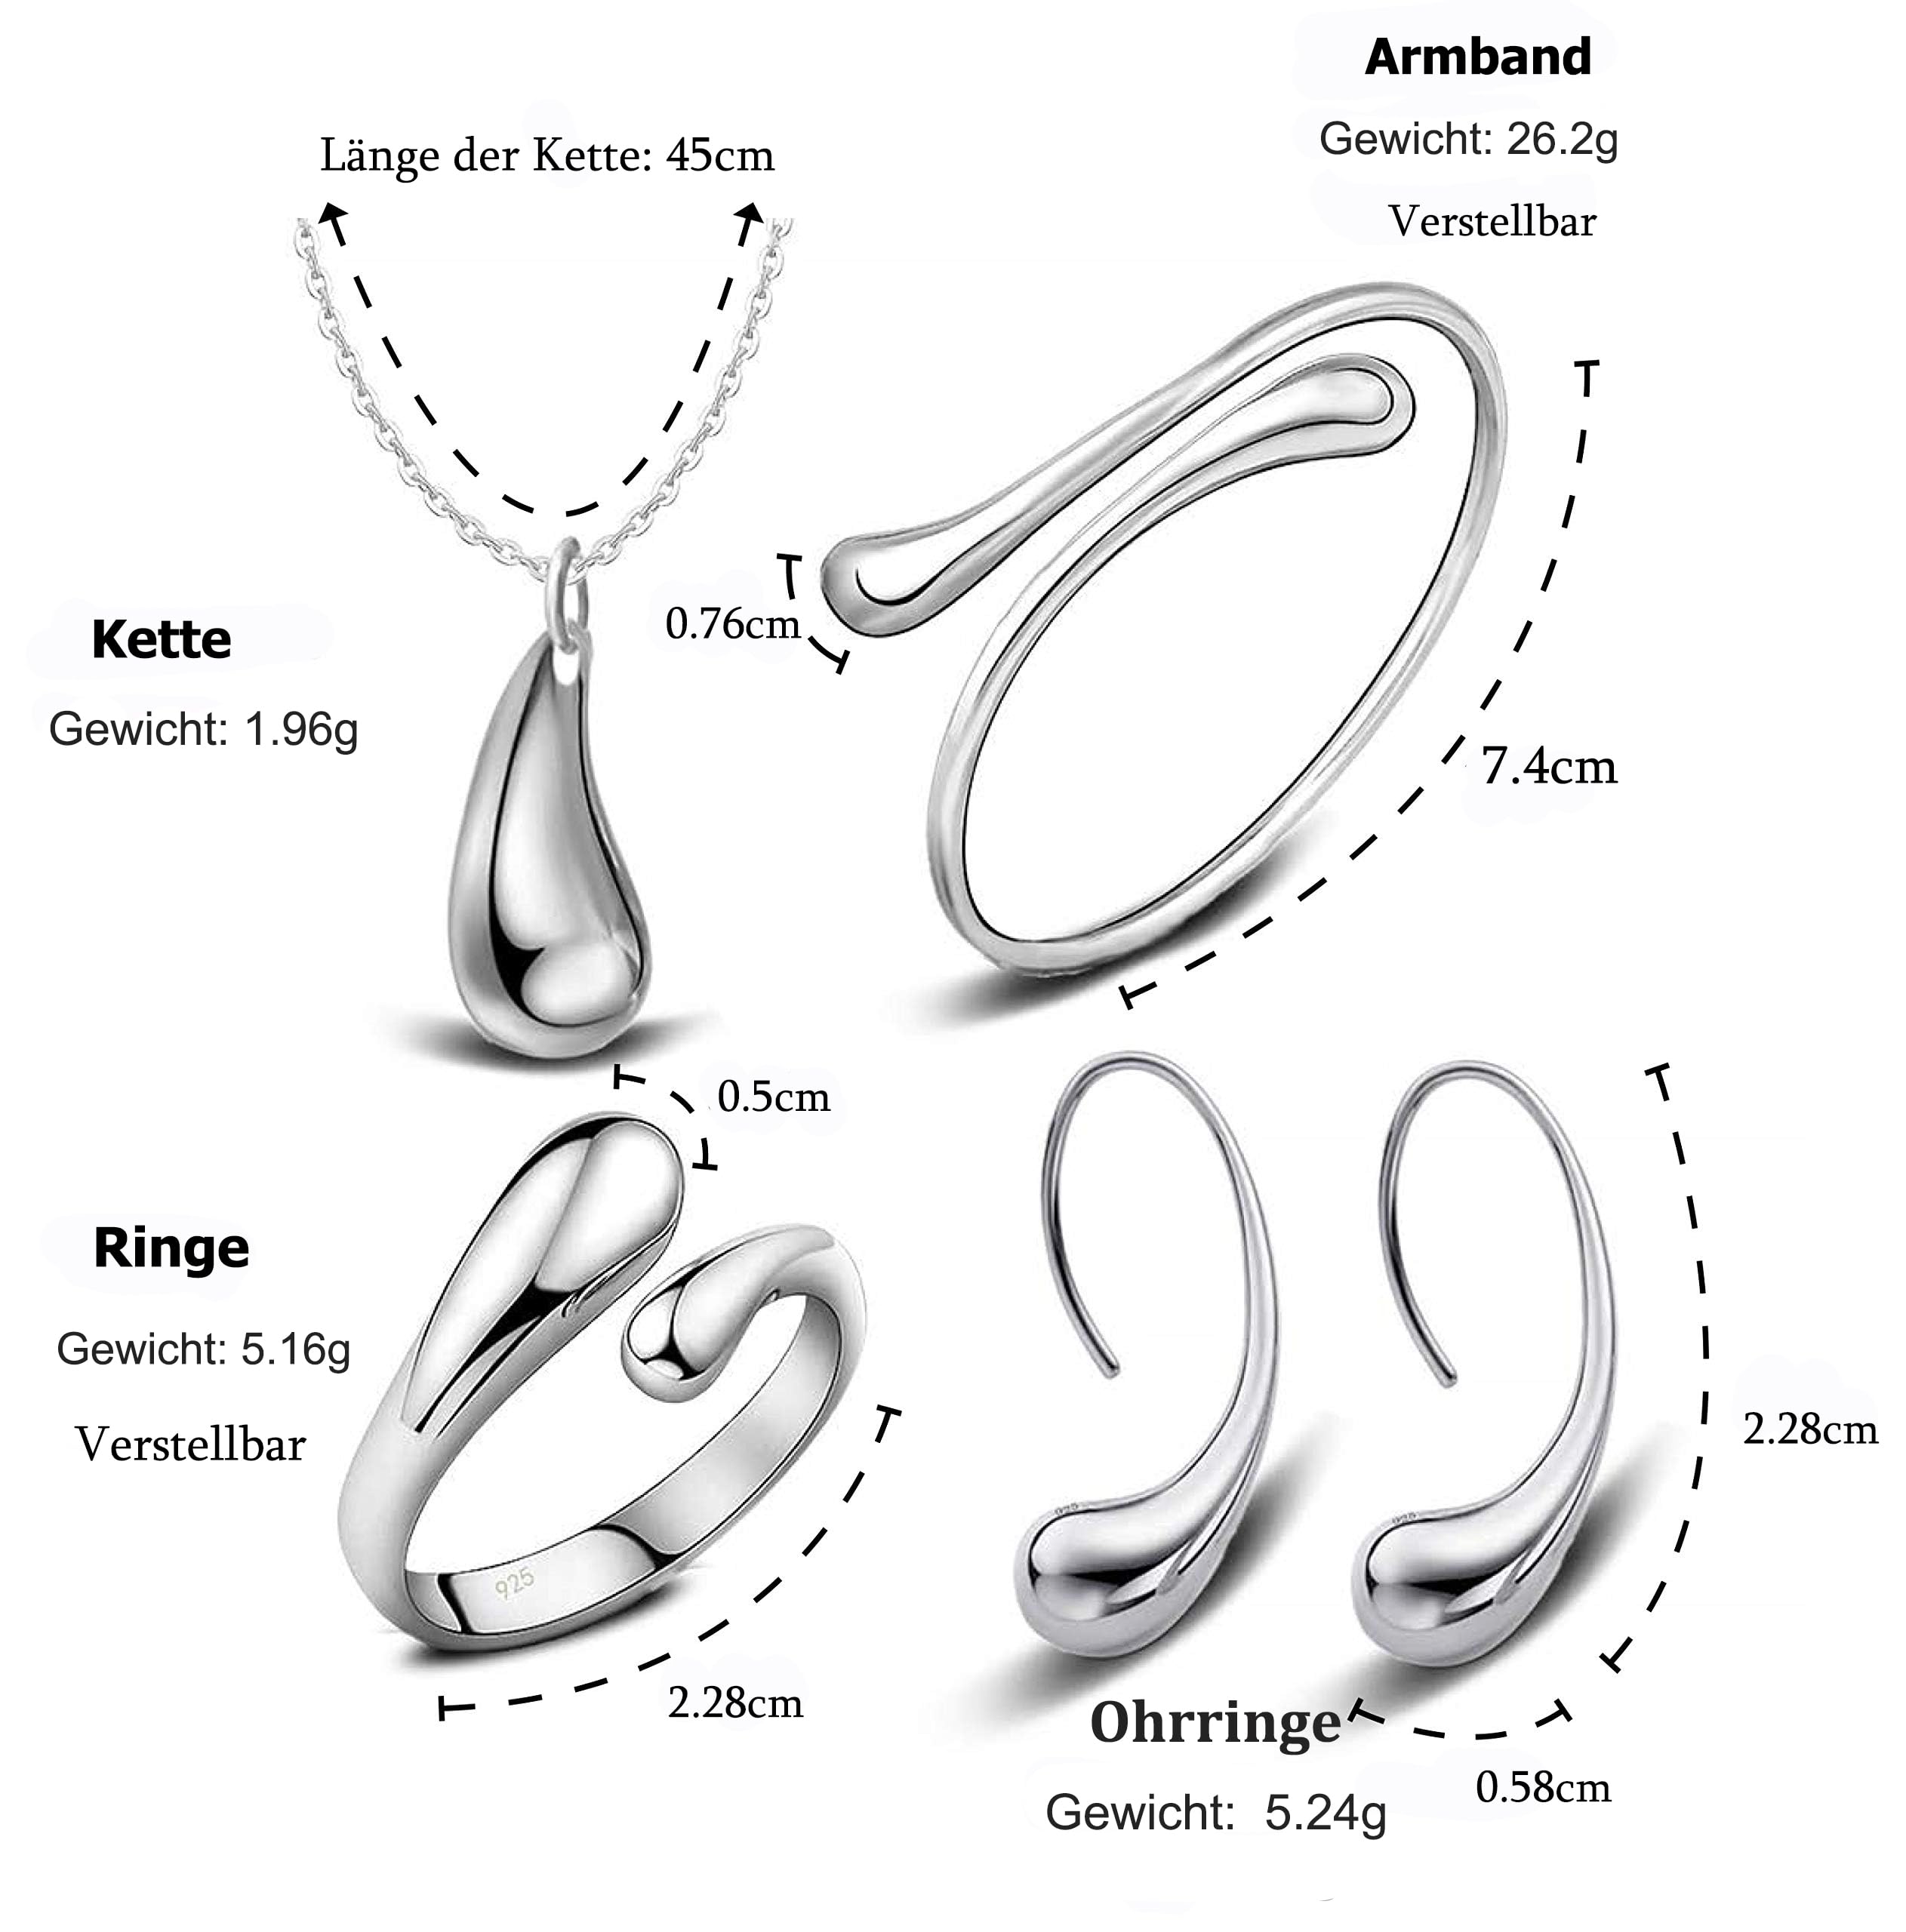 Armband
Gewicht: 26.2g
Verstellbar
Länge der Kette: 45cm
0.76cm
Kette
Gewicht: 1.96g
7.4cm
0.5cm
Ringe
Gewicht: 5.16g
Verstellbar
925
2.28cm
2.28cm
925
925
Ohrringe
Gewicht: 5.24g
0.58cm